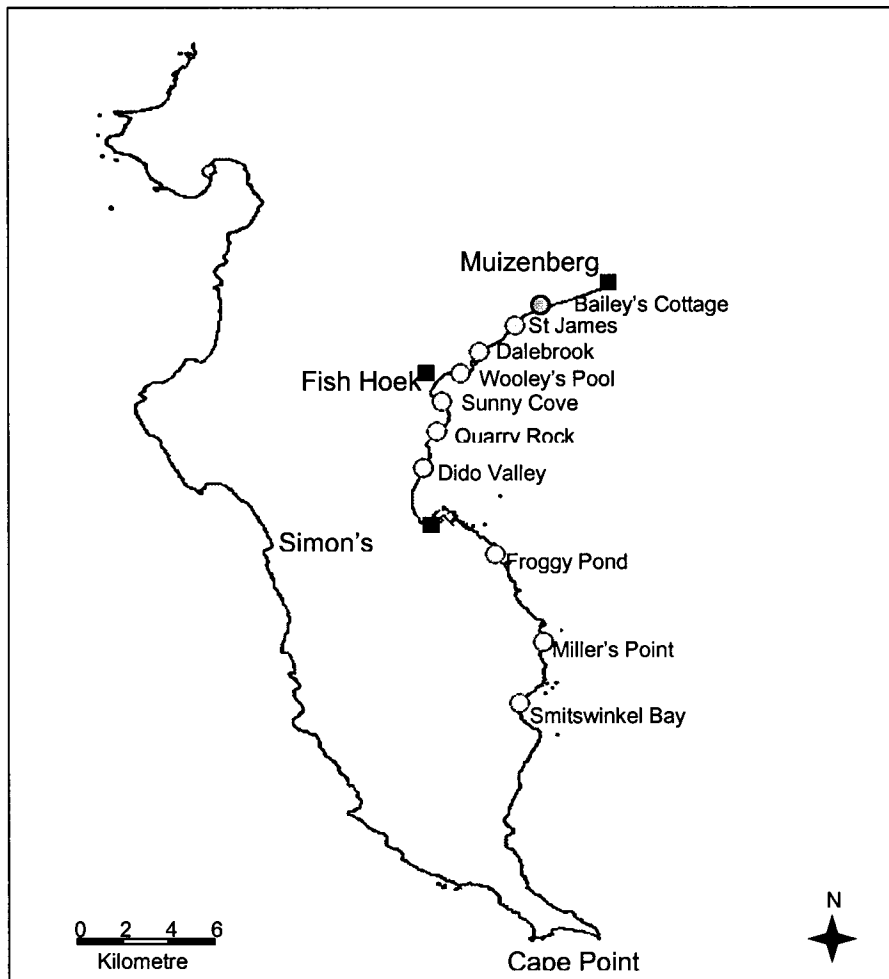 Muizenberg
Bailey's Cottage
St James
Dalebrook
Fish Hoek
Wooley's Pool
Sunny Cove
Quarry Rock
Dido Valley
Simon's
Froggy Pond
Miller's Point
Smitswinkel Bay
0 2 4 6
Kilometre
N
Cape Point